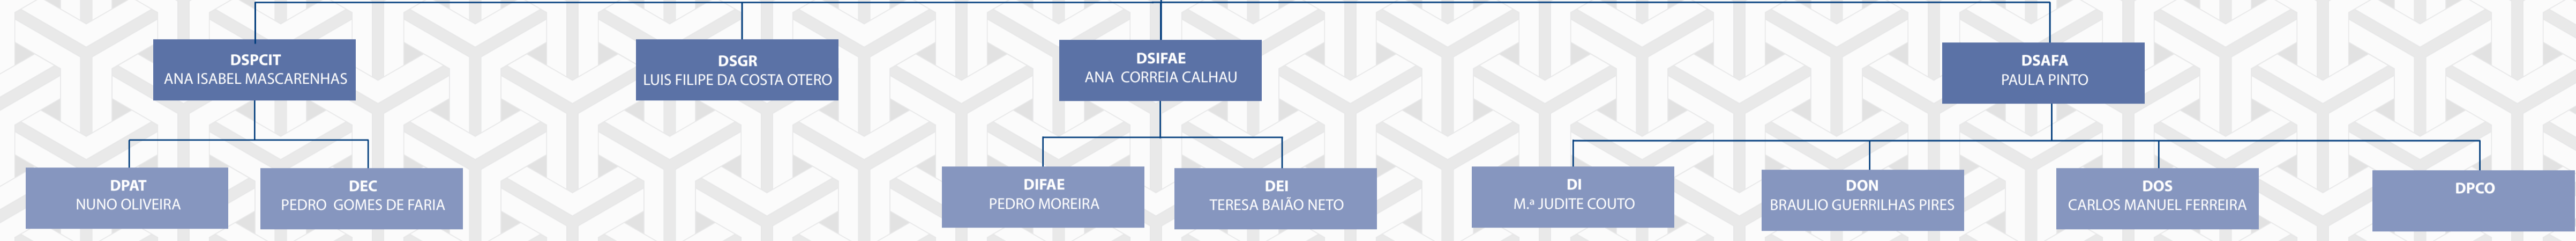 DSPCIT
ANA ISABEL MASCARENHAS
DSGR
LUIS FILIPE DA COSTA OTERO
DSIFAE
ANA CORREIA CALHAU
DSAFA
PAULA PINTO
DPAT
NUNO OLIVEIRA
DEC
PEDRO GOMES DE FARIA
DIFAE
PEDRO MOREIRA
DEI
TERESA BAIÃO NETO
DI
M.ª JUDITE COUTO
DON
BRAULIO GUERRILHAS PIRES
DOS
CARLOS MANUEL FERREIRA
DPCO